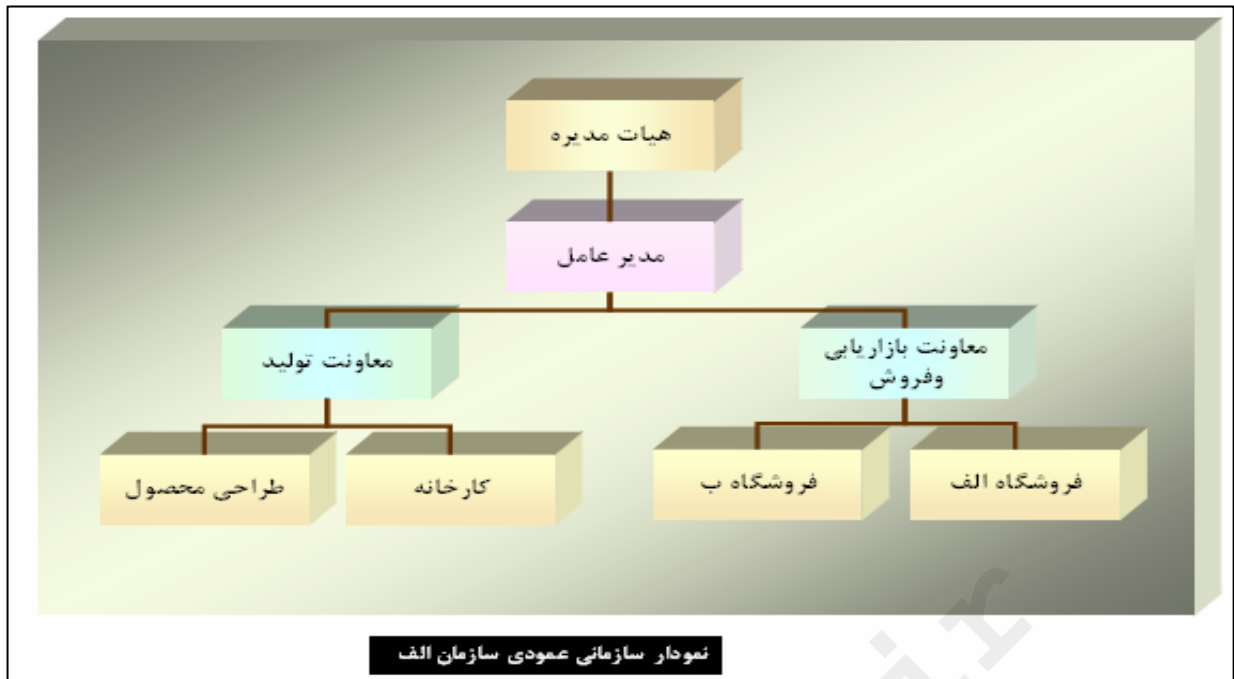 هیات مدیره
مدیر عامل
معاونت بازاریابی
وفروش
معاونت تولید
فروشگاه الف
فروشگاه ب
کارخانه
طراحی محصول
نمودار سازمانی عمودی سازمان الف